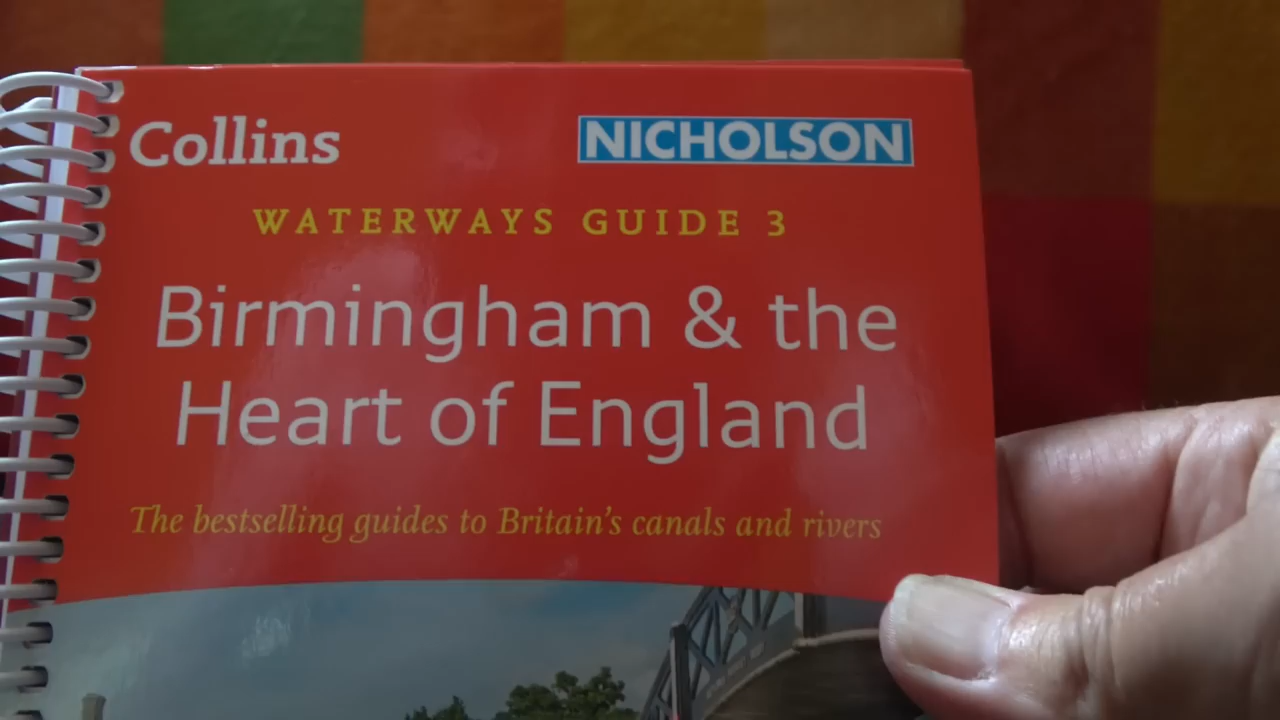 Collins NICHOLSON
WATERWAYS GUIDE 3
Birmingham & the
Heart of England
The bestselling guides to Britain's canals and rivers